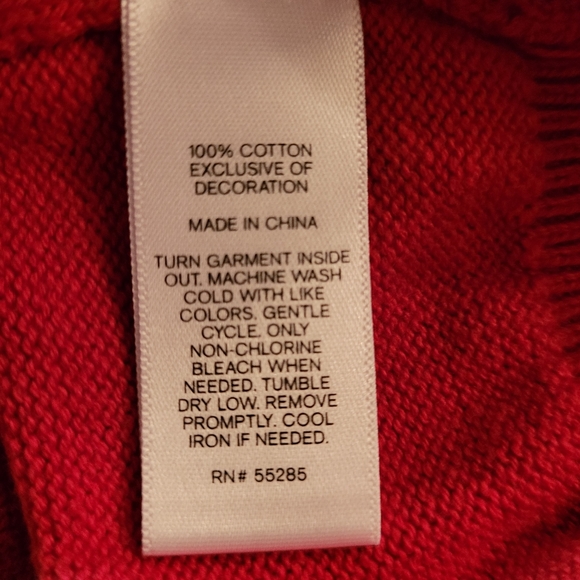 100% COTTON
EXCLUSIVE OF
DECORATION
MADE IN CHINA
TURN GARMENT INSIDE
OUT. MACHINE WASH
COLD WITH LIKE
COLORS. GENTLE
CYCLE. ONLY
NON-CHLORINE
BLEACH WHEN
NEEDED. TUMBLE
DRY LOW. REMOVE
PROMPTLY. COOL
IRON IF NEEDED.
RN# 55285